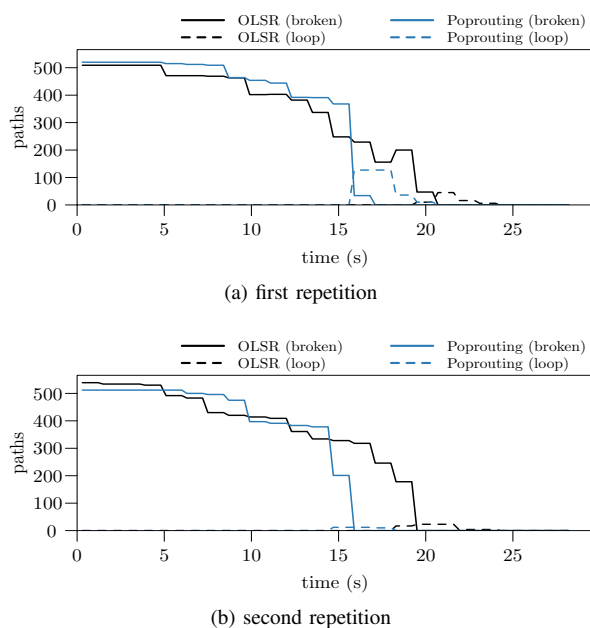 OLSR (broken) Poprouting (broken)
OLSR (loop) Poprouting (loop)
500
400
300
200
100
0
paths
0 5 10 15 20 25
time (s)
(a) first repetition
OLSR (broken) Poprouting (broken)
OLSR (loop) Poprouting (loop)
500
400
300
200
100
0
paths
0 5 10 15 20 25
time (s)
(b) second repetition